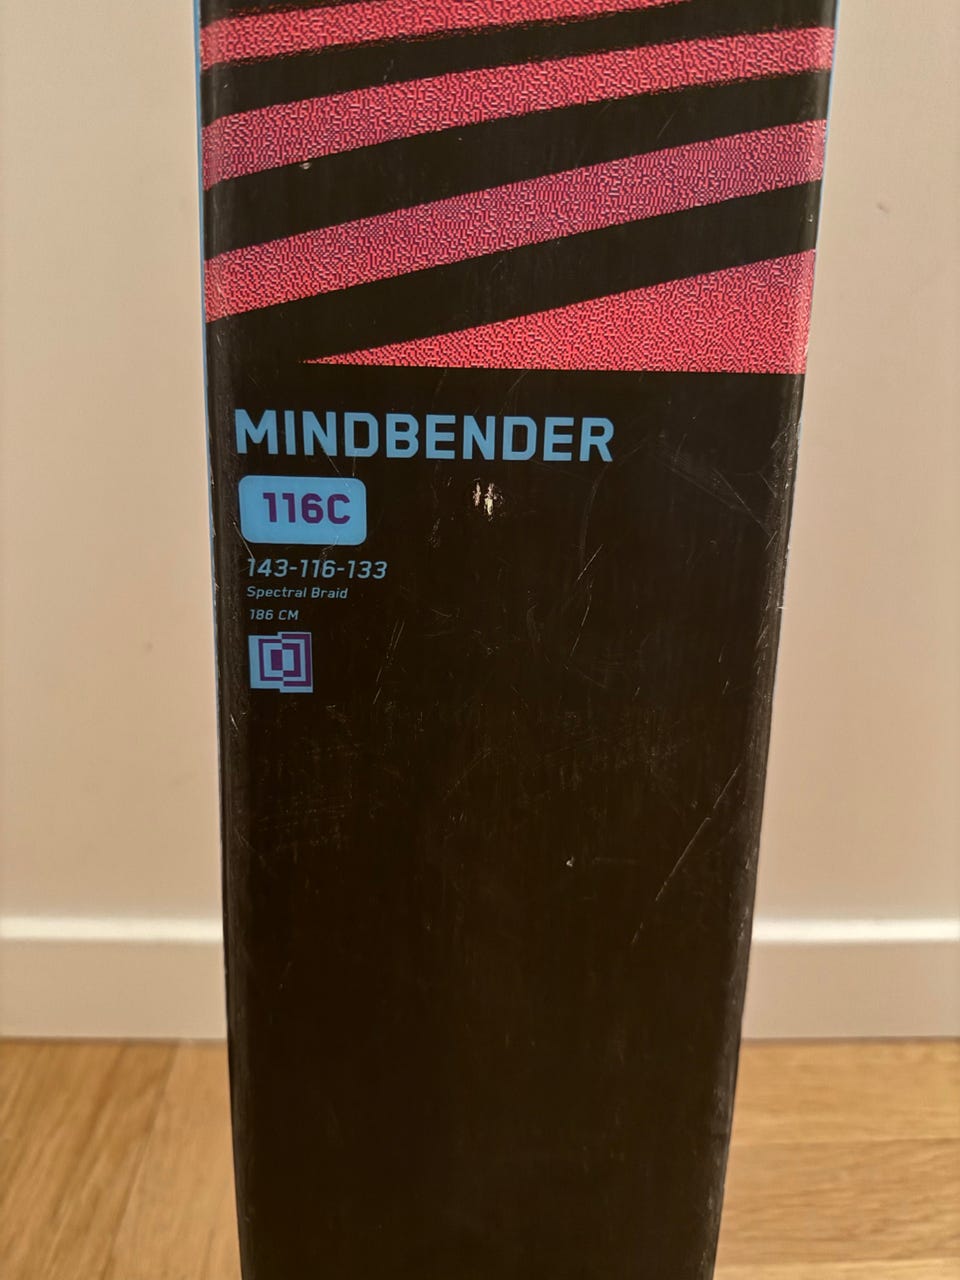 MINDBENDER
116C
143-116-133
Spectral Braid
186 CM